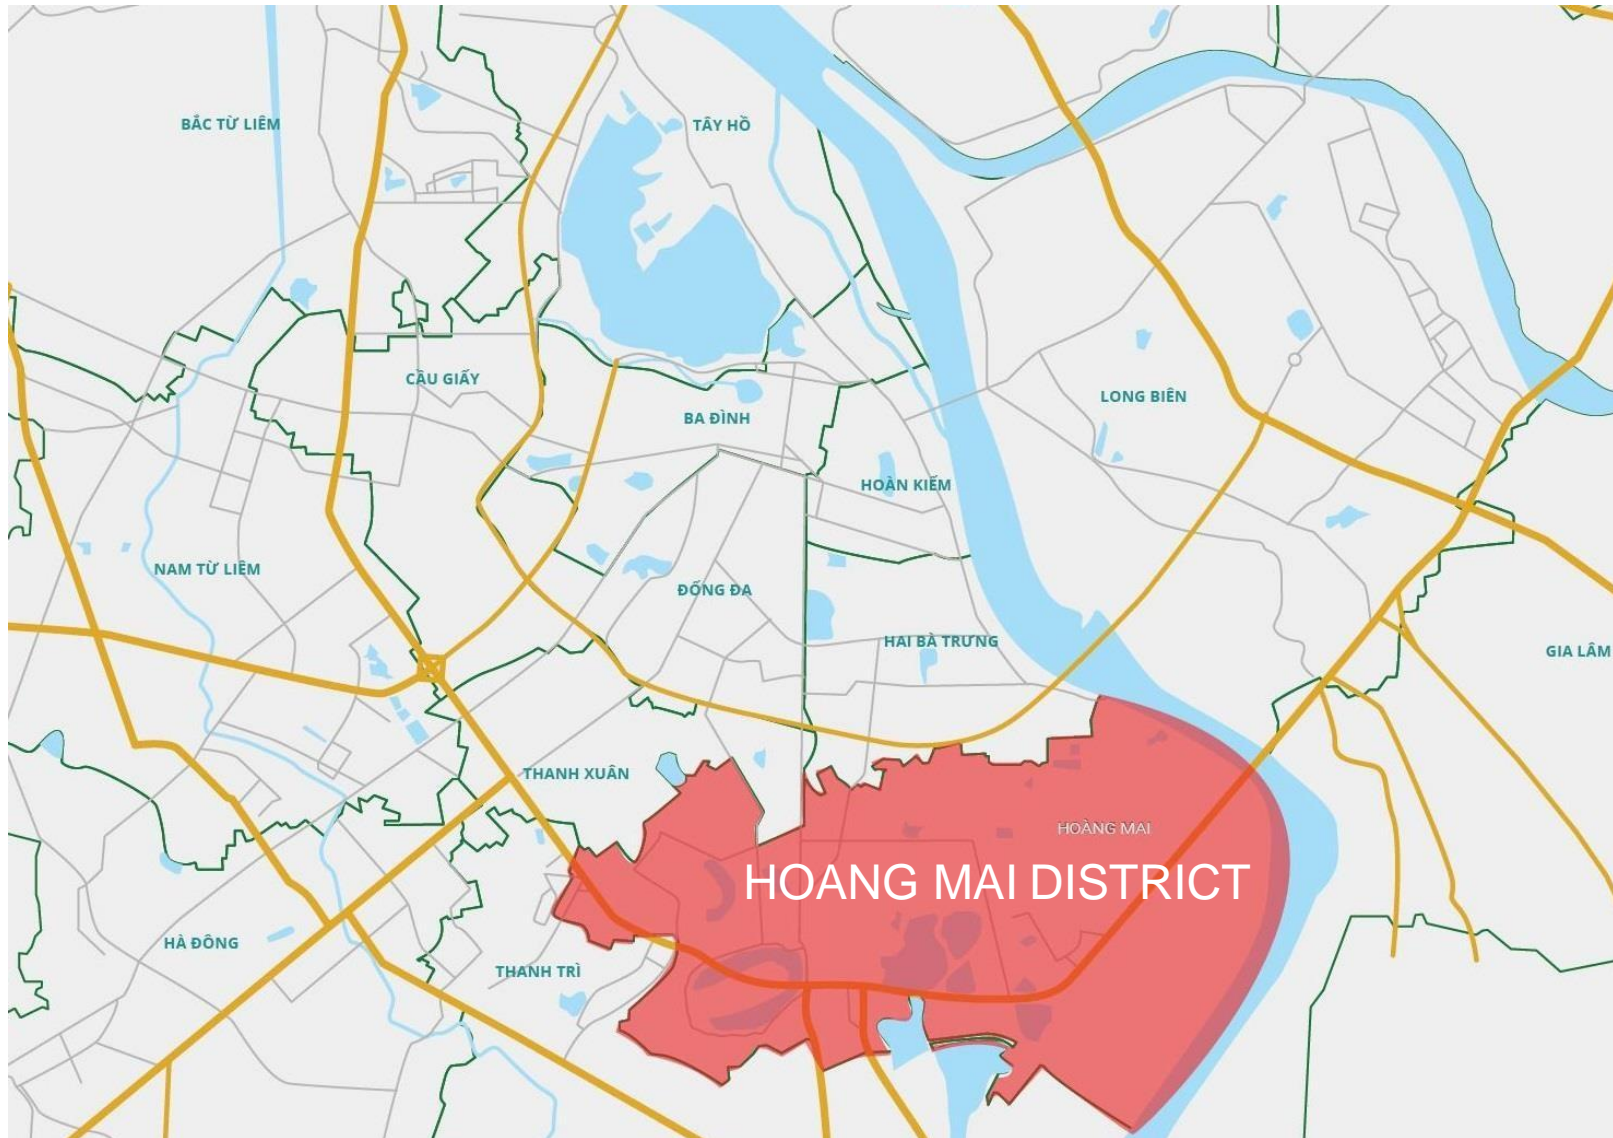 BẮC TỪ LIÊM
TÂY HỒ
CẦU GIẤY
LONG BIÊN
BA ĐÌNH
HOÀN KIẾM
NAM TỪ LIÊM
ĐỐNG ĐA
HAI BÀ TRƯNG
GIA LÂM
THANH XUÂN
HOÀNG MAI
HOANG MAI DISTRICT
HÀ ĐÔNG
THANH TRÌ